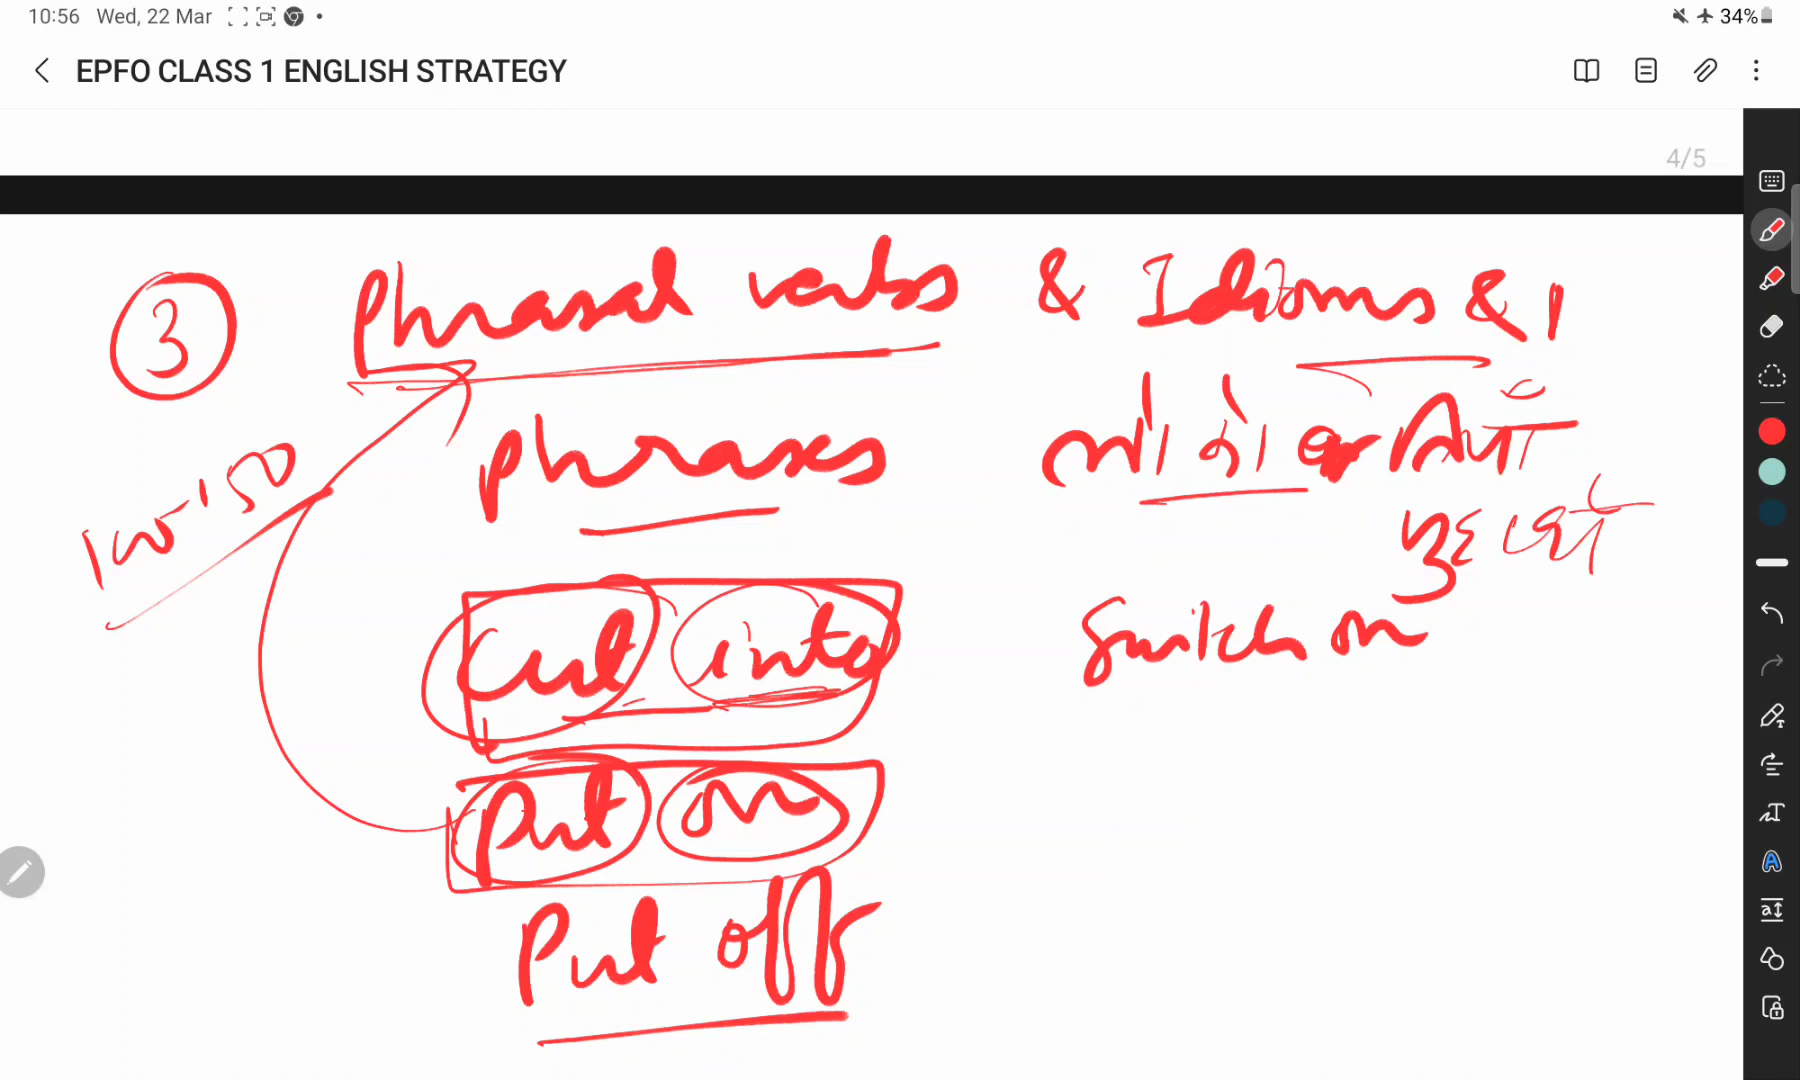 10:56 Wed, 22 Mar
34%
EPFO CLASS 1 ENGLISH STRATEGY
4/5
3 Phrasal verbs & Idioms &
phrases
100-150
cut into
Switch on
Put on
Put off